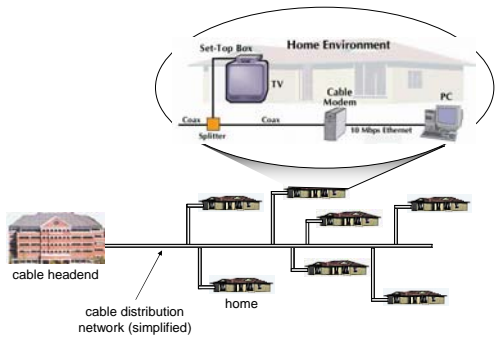 Home Environment
Set-Top Box
TV
Cable
Modem
PC
Coax
Splitter
Coax
10 Mbps Ethernet
cable headend
home
cable distribution
network (simplified)